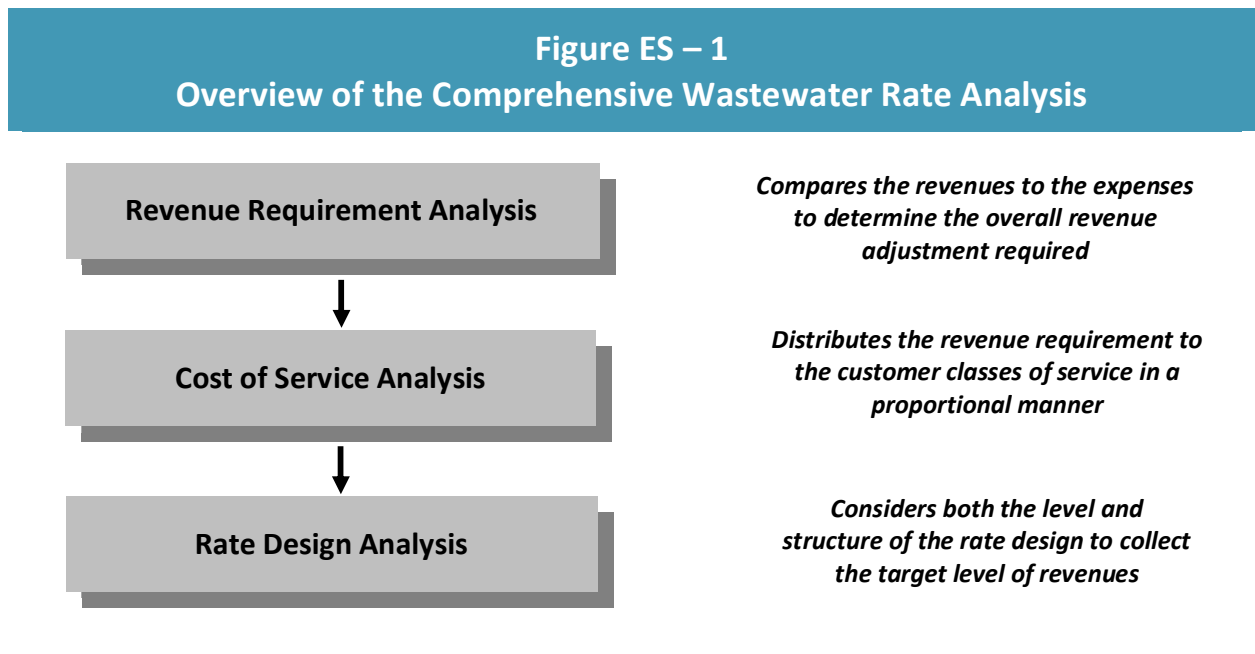 Figure ES – 1
Overview of the Comprehensive Wastewater Rate Analysis
Revenue Requirement Analysis
Compares the revenues to the expenses
to determine the overall revenue
adjustment required
Cost of Service Analysis
Distributes the revenue requirement to
the customer classes of service in a
proportional manner
Rate Design Analysis
Considers both the level and
structure of the rate design to collect
the target level of revenues